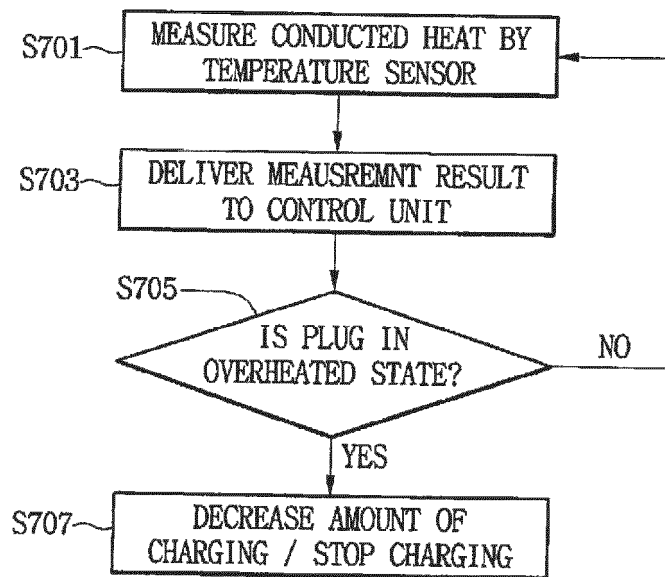 S701
MEASURE CONDUCTED HEAT BY
TEMPERATURE SENSOR
S703
DELIVER MEAUSREMNT RESULT
TO CONTROL UNIT
S705
IS PLUG IN
OVERHEATED STATE?
NO
YES
S707
DECREASE AMOUNT OF
CHARGING / STOP CHARGING